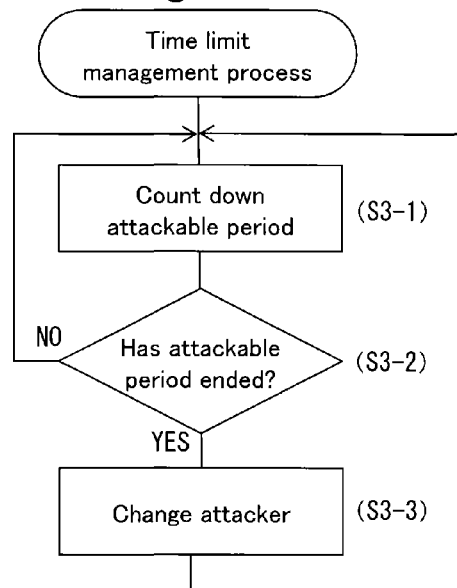 Time limit
management process
Count down
attackable period
(S3-1)
NO
Has attackable
period ended?
(S3-2)
YES
Change attacker
(S3-3)